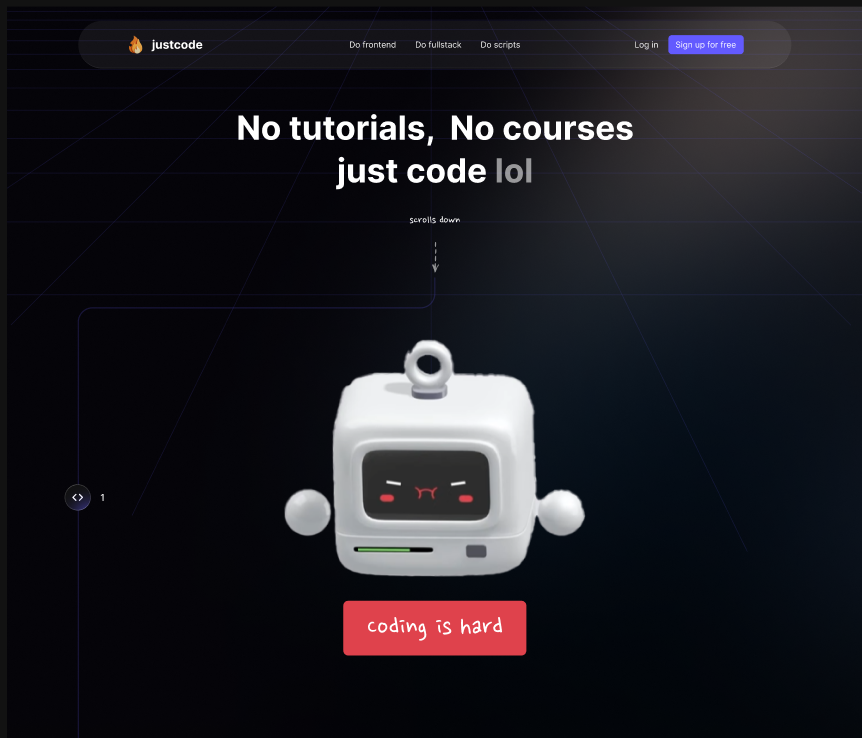 justcode
Do frontend Do fullstack Do scripts
Log in Sign up for free
No tutorials, No courses
just code lol
scrolls down
1
coding is hard